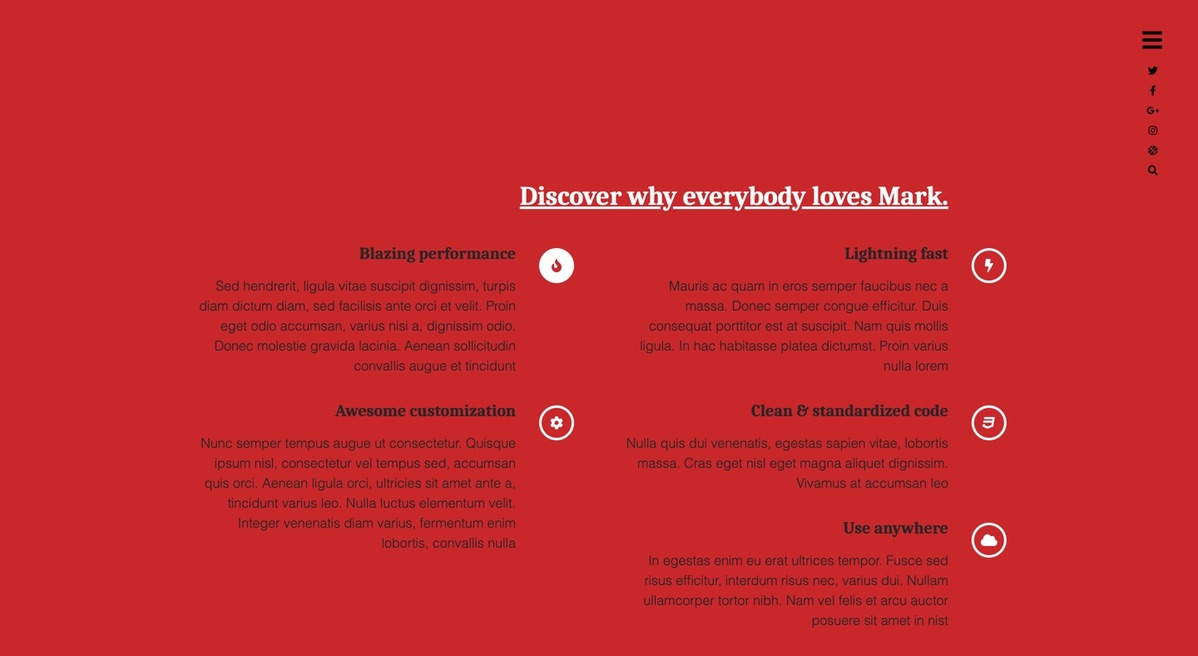 Discover why everybody loves Mark.
Blazing performance
Sed hendrerit, ligula vitae suscipit dignissim, turpis
diam dictum diam, sed facilisis ante orci et velit. Proin
eget odio accumsan, varius nisi a, dignissim odio.
Donec molestie gravida lacinia. Aenean sollicitudin
convallis augue et tincidunt
Awesome customization
Nunc semper tempus augue ut consectetur. Quisque
ipsum nisl, consectetur vel tempus sed, accumsan
quis orci. Aenean ligula orci, ultricies sit amet ante a,
tincidunt varius leo. Nulla luctus elementum velit.
Integer venenatis diam varius, fermentum enim
lobortis, convallis nulla
Lightning fast
Mauris ac quam in eros semper faucibus nec a
massa. Donec semper congue efficitur. Duis
consequat porttitor est at suscipit. Nam quis mollis
ligula. In hac habitasse platea dictumst. Proin varius
nulla lorem
Clean & standardized code
Nulla quis dui venenatis, egestas sapien vitae, lobortis
massa. Cras eget nisl eget magna aliquet dignissim.
Vivamus at accumsan leo
Use anywhere
In egestas enim eu erat ultrices tempor. Fusce sed
risus efficitur, interdum risus nec, varius dui. Nullam
ullamcorper tortor nibh. Nam vel felis et arcu auctor
posuere sit amet in nist